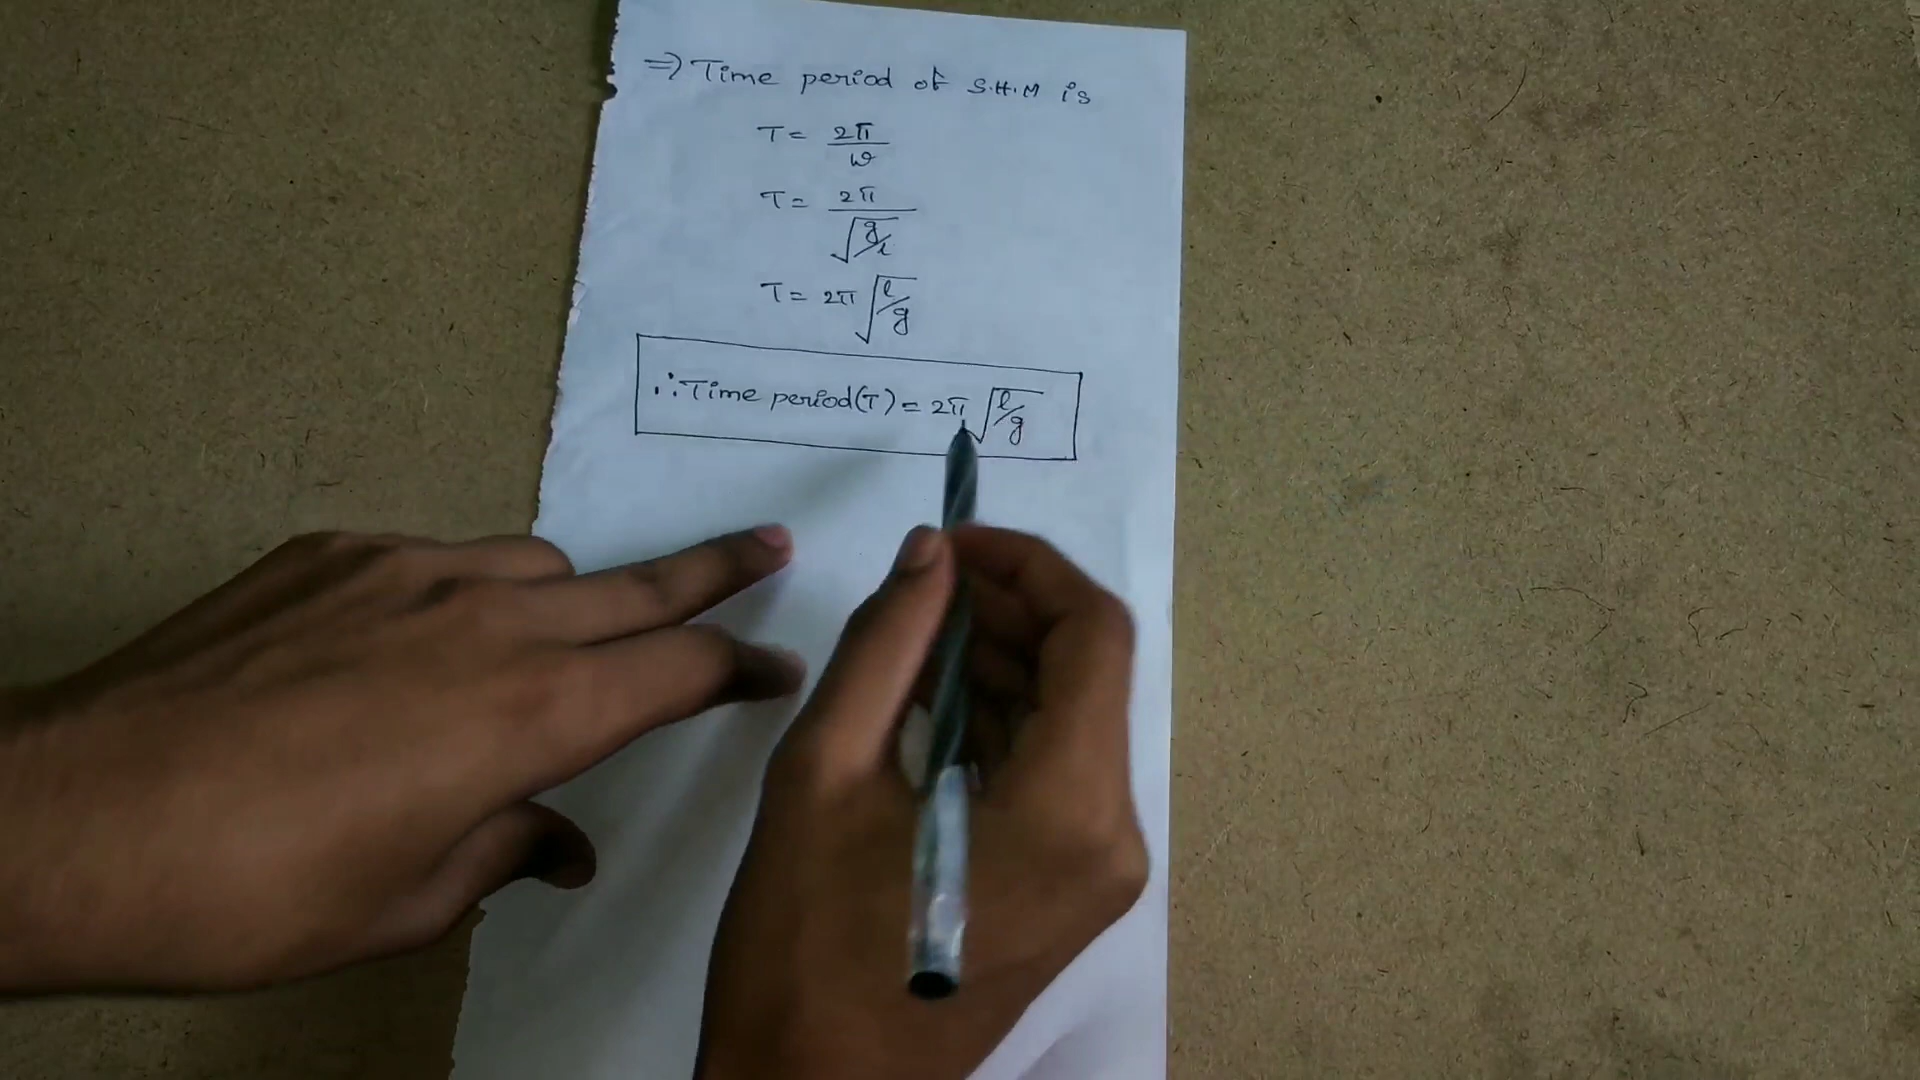 ⇒ Time period of S.H.M is
T = 2π/ω
T = 2π/√(g/l)
T = 2π√(l/g)
∴ Time period(T) = 2π√(l/g)